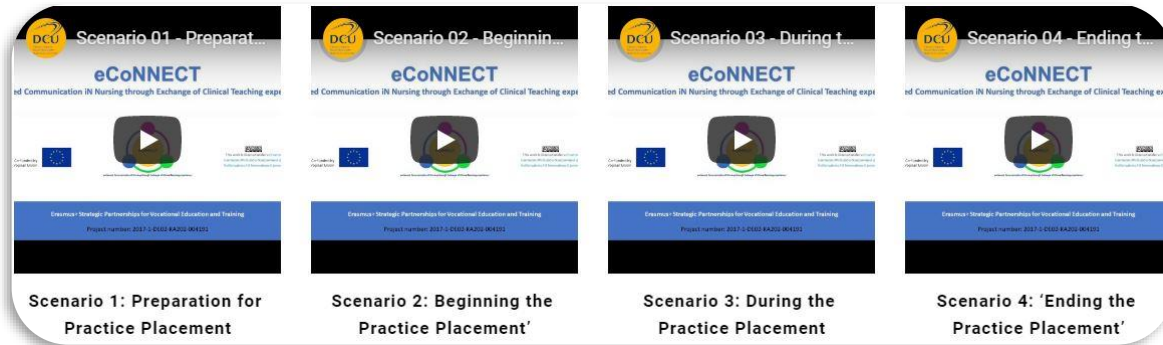 DCU Scenario 01 - Preparat...
eCoNNECT
ed Communication iN Nursing through Exchange of Clinical Teaching expe
Erasmus+ Strategic Partnerships for Vocational Education and Training
Scenario 1: Preparation for
Practice Placement
DCU Scenario 02 - Beginnin...
eCoNNECT
ed Communication iN Nursing through Exchange of Clinical Teaching expe
Erasmus+ Strategic Partnerships for Vocational Education and Training
Scenario 2: Beginning the
Practice Placement’
DCU Scenario 03 - During t...
eCoNNECT
ed Communication iN Nursing through Exchange of Clinical Teaching expe
Erasmus+ Strategic Partnerships for Vocational Education and Training
Scenario 3: During the
Practice Placement
DCU Scenario 04 - Ending t...
eCoNNECT
ed Communication iN Nursing through Exchange of Clinical Teaching ex
Erasmus+ Strategic Partnerships for Vocational Education and Training
Scenario 4: ‘Ending the
Practice Placement’